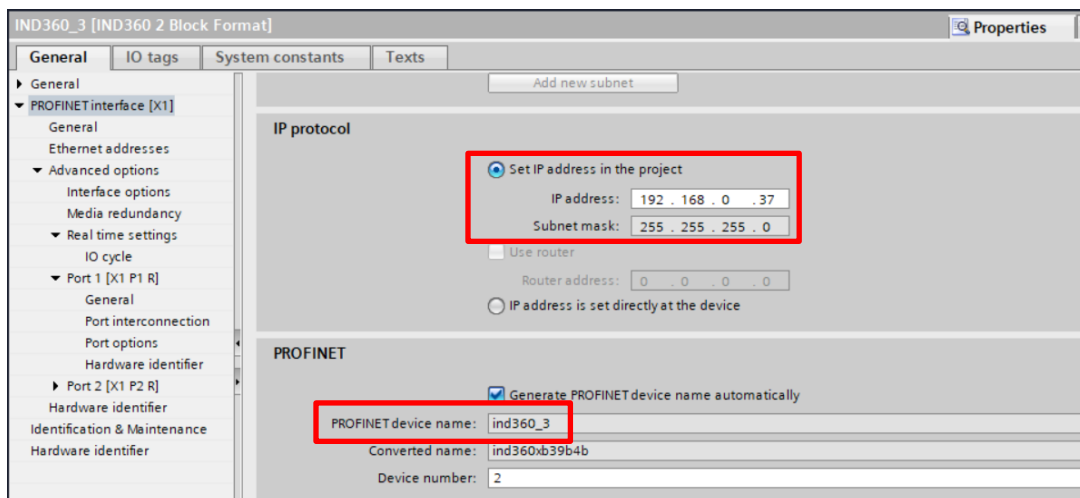 IND360_3 [IND360 2 Block Format]
Properties
General
IO tags
System constants
Texts
General
PROFINET interface [X1]
General
Ethernet addresses
Advanced options
Interface options
Media redundancy
Real time settings
IO cycle
Port 1 [X1 P1 R]
General
Port interconnection
Port options
Hardware identifier
Port 2 [X1 P2 R]
Hardware identifier
Identification & Maintenance
Hardware identifier
Add new subnet
IP protocol
Set IP address in the project
IP address: 192 . 168 . 0 . 37
Subnet mask: 255 . 255 . 255 . 0
Use router
Router address: 0 . 0 . 0 . 0
IP address is set directly at the device
PROFINET
Generate PROFINET device name automatically
PROFINET device name: ind360_3
Converted name: ind360xb39b4b
Device number: 2